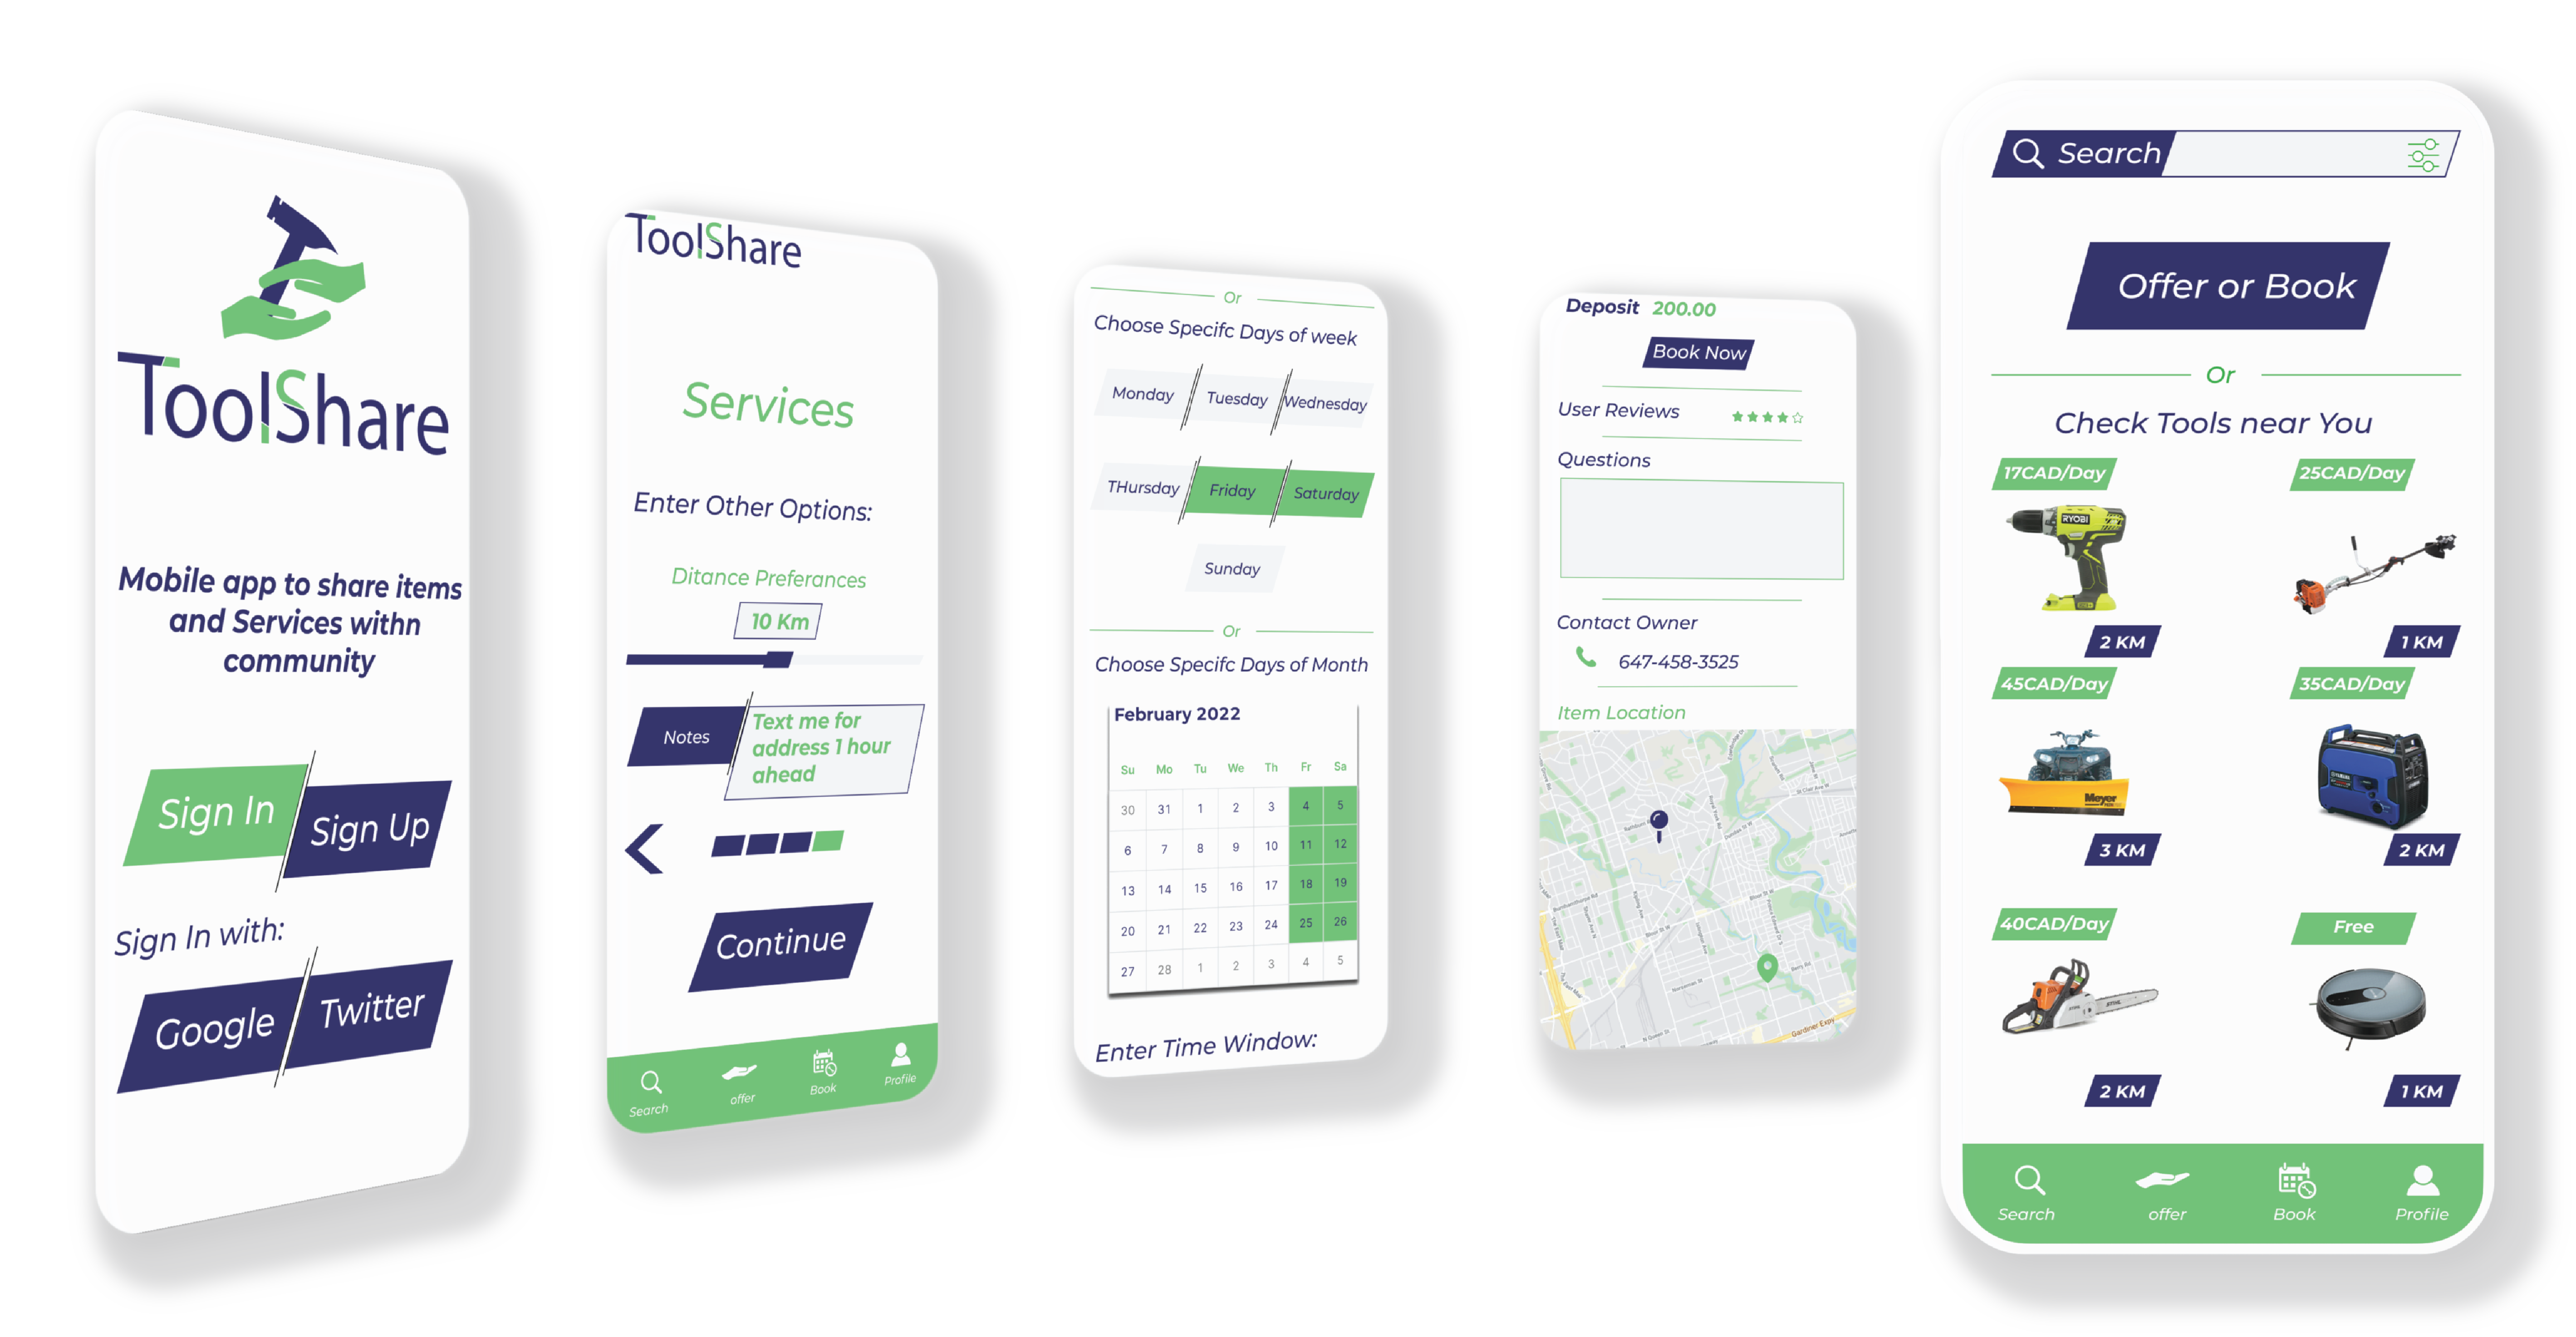 ToolShare
Mobile app to share items
and Services withn
community
Sign In
Sign Up
Sign In with:
Google
Twitter
ToolShare
Services
Enter Other Options:
Ditance Preferances
10 Km
Notes
Text me for
address 1 hour
ahead
Continue
Search
offer
Book
Profile
Or
Choose Specifc Days of week
Monday Tuesday Wednesday
THursday Friday Saturday
Sunday
Or
Choose Specifc Days of Month
February 2022
Su Mo Tu We Th Fr Sa
30 31 1 2 3 4 5
6 7 8 9 10 11 12
13 14 15 16 17 18 19
20 21 22 23 24 25 26
27 28 1 2 3 4 5
Enter Time Window:
Deposit 200.00
Book Now
User Reviews
Questions
Contact Owner
647-458-3525
Item Location
Gardiner Expy
Search
Offer or Book
Or
Check Tools near You
17CAD/Day
25CAD/Day
RYOBI
2 KM
1 KM
45CAD/Day
35CAD/Day
Meyer
3 KM
2 KM
40CAD/Day
Free
STIHL
2 KM
1 KM
Search
offer
Book
Profile